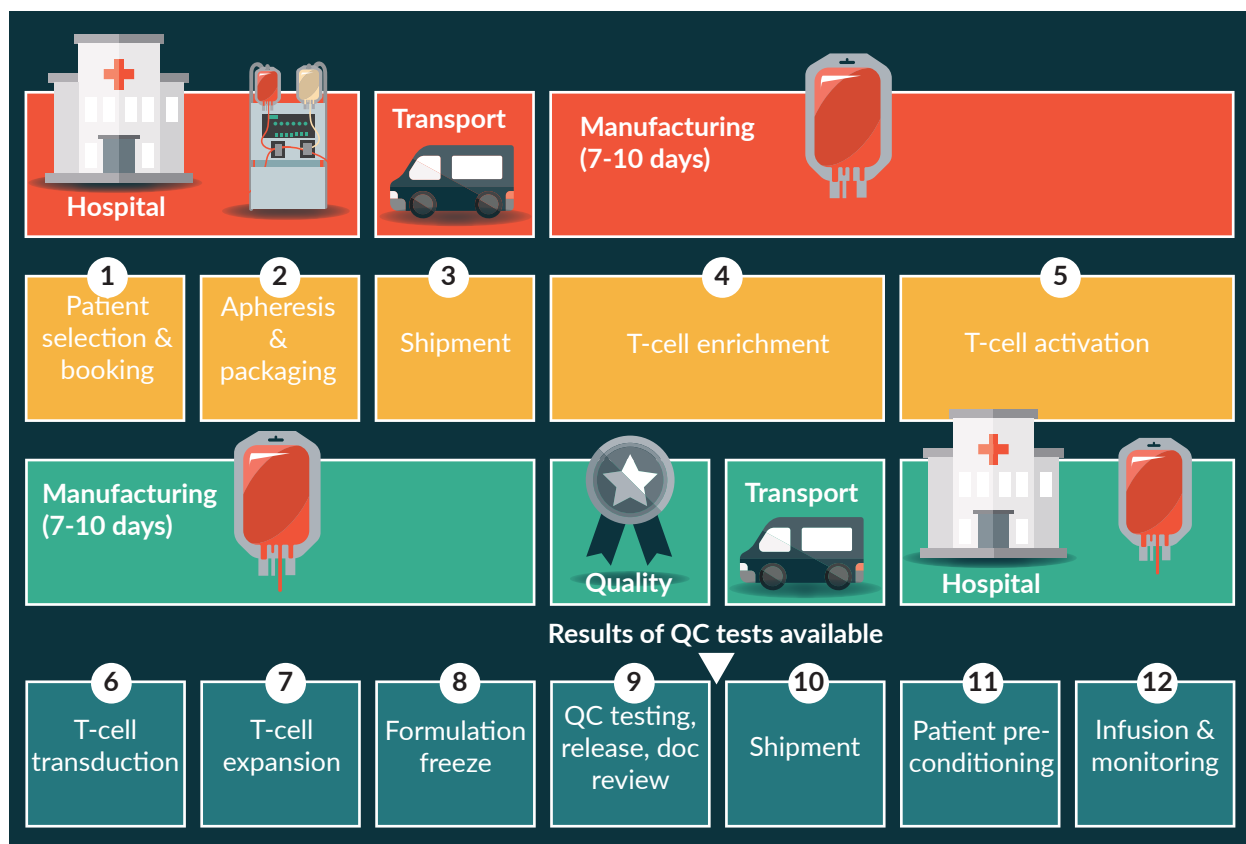 Hospital
Transport
Manufacturing
(7-10 days)
1
Patient
selection &
booking
2
Apheresis
&
packaging
3
Shipment
4
T-cell enrichment
5
T-cell activation
Manufacturing
(7-10 days)
Quality
Transport
Hospital
Results of QC tests available
6
T-cell
transduction
7
T-cell
expansion
8
Formulation
freeze
9
QC testing,
release, doc
review
10
Shipment
11
Patient pre-
conditioning
12
Infusion &
monitoring